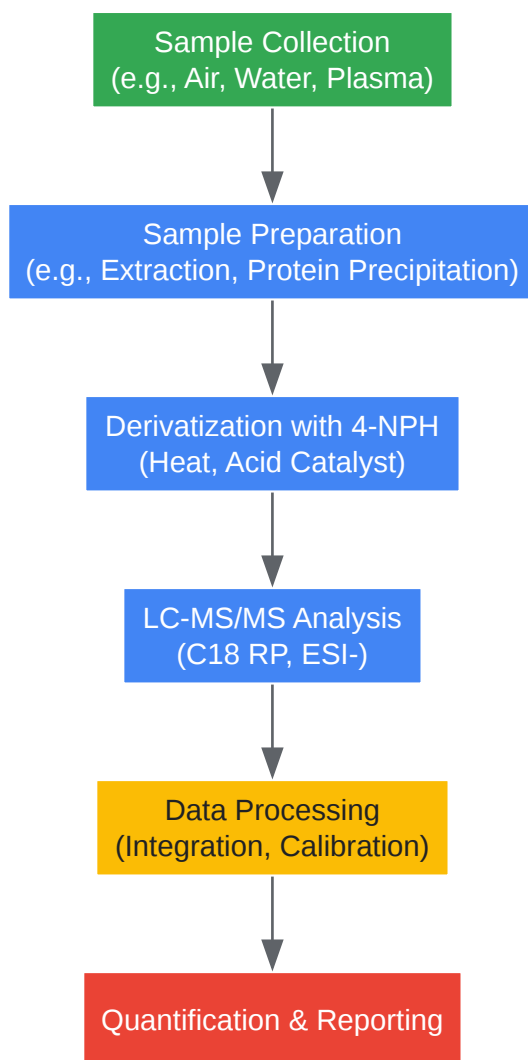 Sample Collection
(e.g., Air, Water, Plasma)
Sample Preparation
(e.g., Extraction, Protein Precipitation)
Derivatization with 4-NPH
(Heat, Acid Catalyst)
LC-MS/MS Analysis
(C18 RP, ESI-)
Data Processing
(Integration, Calibration)
Quantification & Reporting